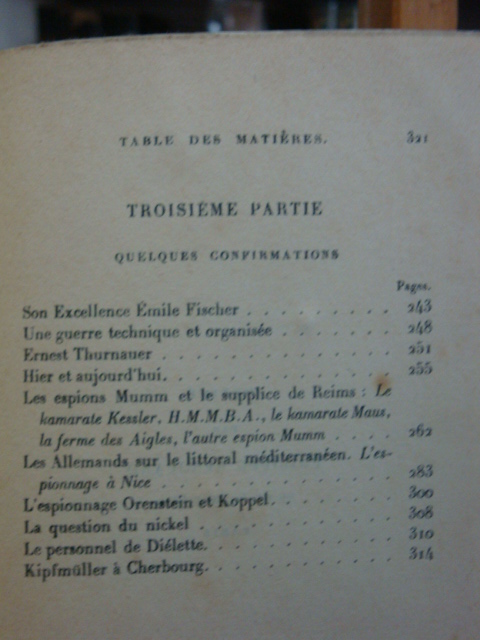 TABLE DES MATIÈRES. 321
TROISIÈME PARTIE
QUELQUES CONFIRMATIONS
Pages.
Son Excellence Émile Fischer . . . . . . . . 243
Une guerre technique et organisée . . . . . . . 248
Ernest Thurnauer . . . . . . . . . . . . 251
Hier et aujourd'hui. . . . . . . . . . . . 255
Les espions Mumm et le supplice de Reims : Le
kamarate Kessler, H.M.M.B.A., le kamarate Maus,
la ferme des Aigles, l'autre espion Mumm . . . . 262
Les Allemands sur le littoral méditerranéen. L'es-
pionnage à Nice . . . . . . . . . . . . 283
L'espionnage Orenstein et Koppel. . . . . . . 300
La question du nickel . . . . . . . . . . 308
Le personnel de Diélette. . . . . . . . . . 310
Kipfmüller à Cherbourg. . . . . . . . . . 314